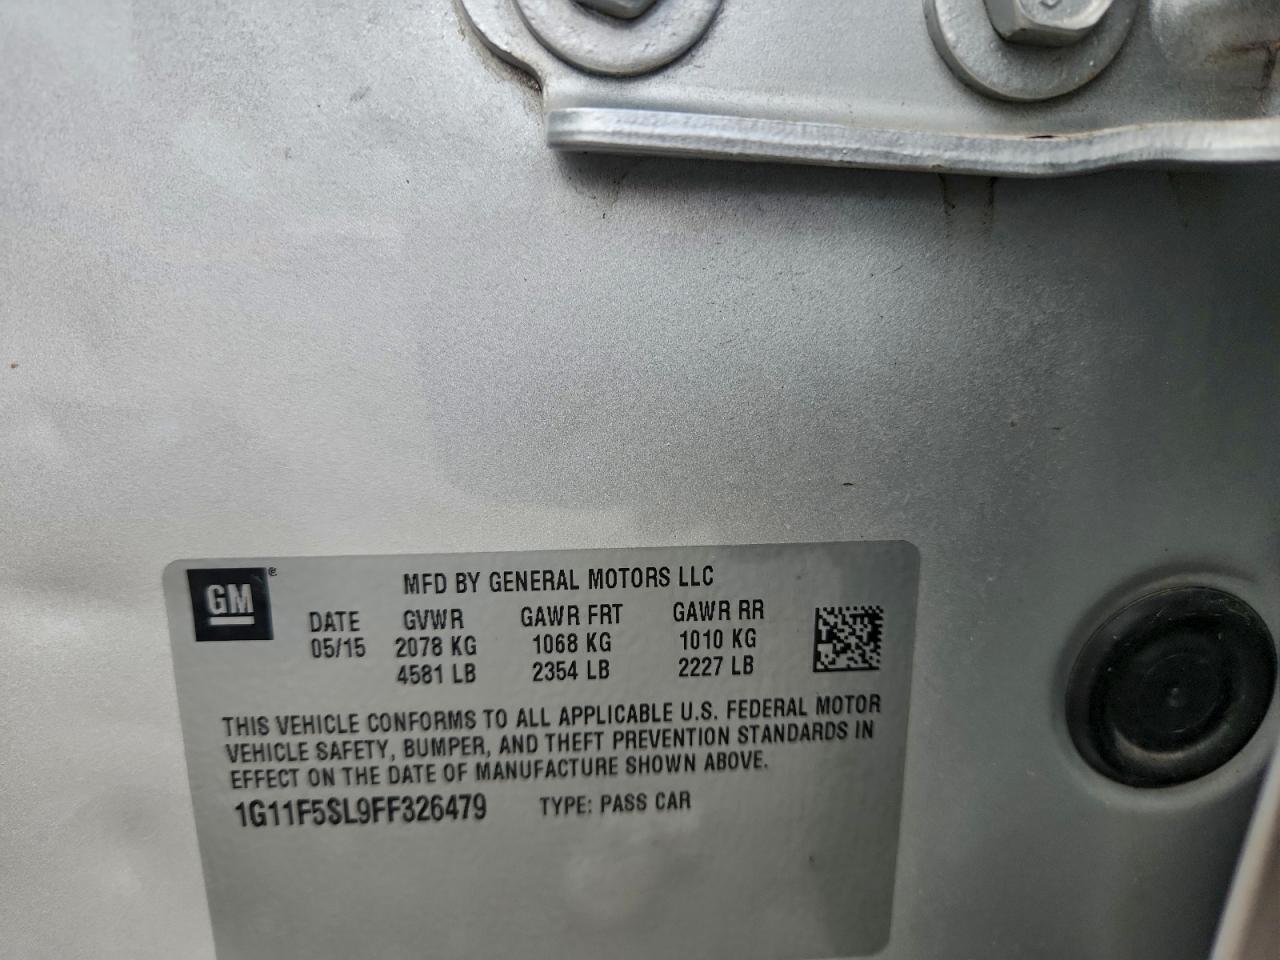 GM®
MFD BY GENERAL MOTORS LLC
DATE GVWR GAWR FRT GAWR RR
05/15 2078 KG 1068 KG 1010 KG
4581 LB 2354 LB 2227 LB
THIS VEHICLE CONFORMS TO ALL APPLICABLE U.S. FEDERAL MOTOR
VEHICLE SAFETY, BUMPER, AND THEFT PREVENTION STANDARDS IN
EFFECT ON THE DATE OF MANUFACTURE SHOWN ABOVE.
1G11F5SL9FF326479 TYPE: PASS CAR